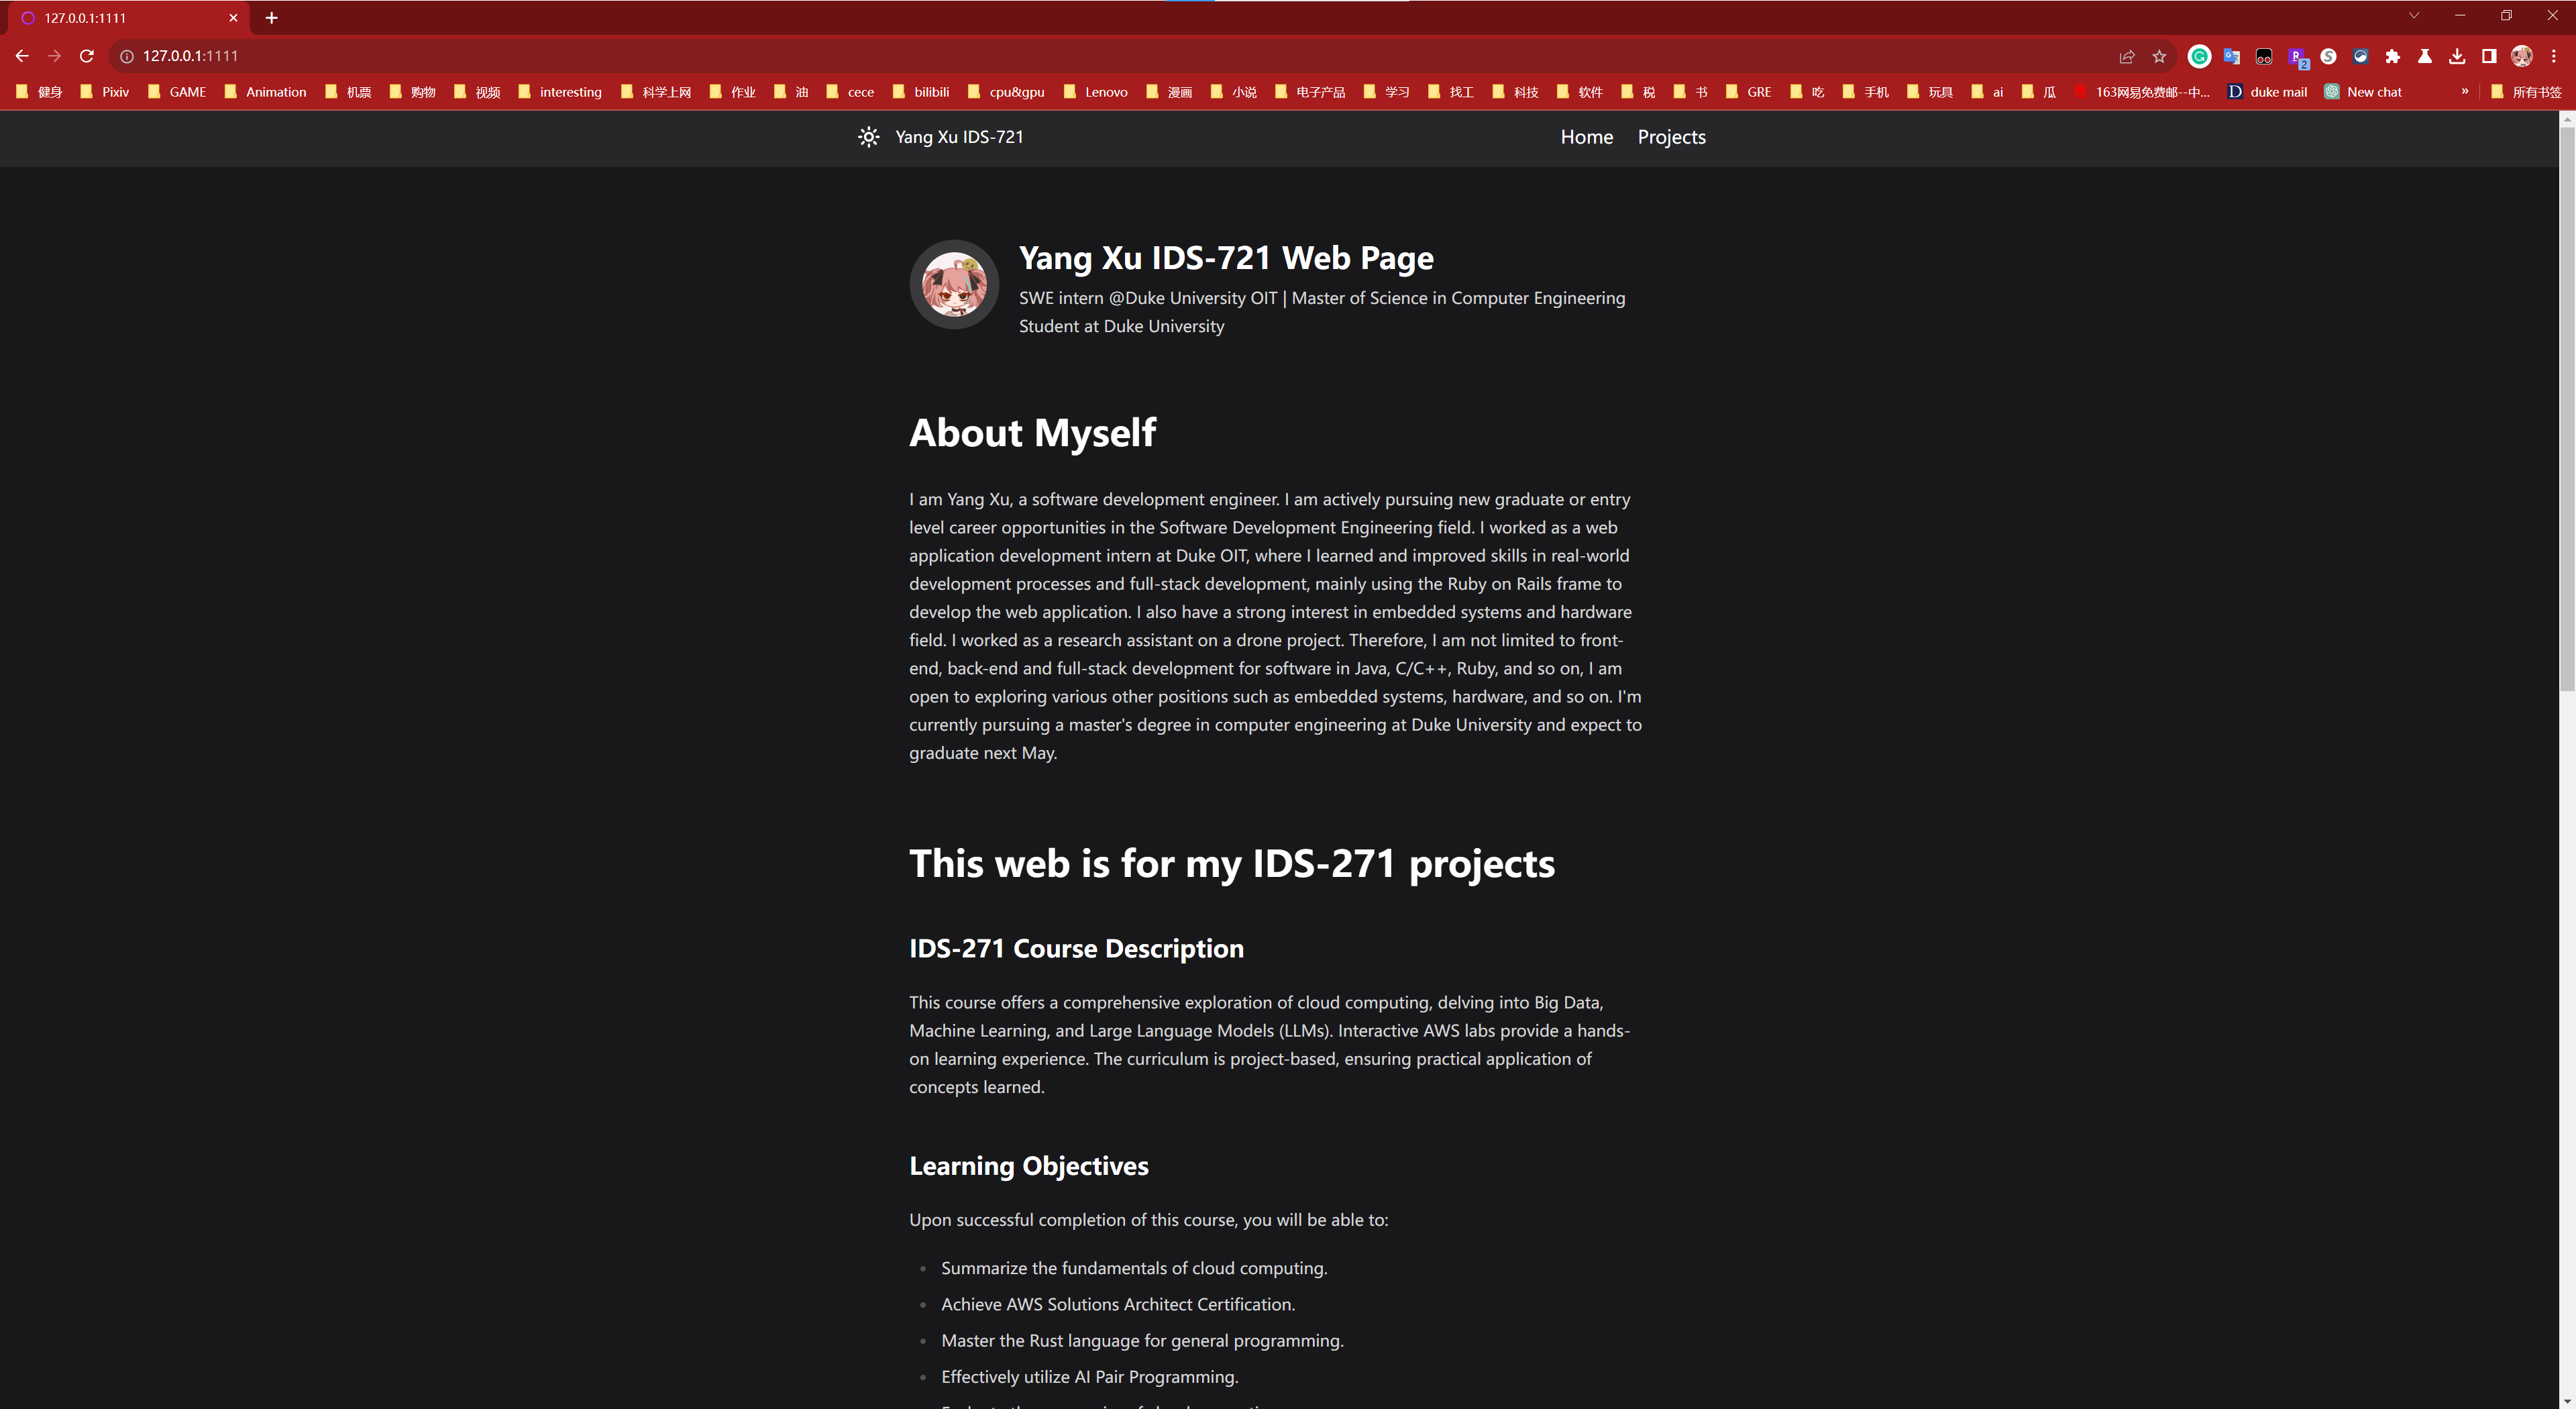 127.0.0.1:1111
127.0.0.1:1111
健身 Pixiv GAME Animation 机票 购物 视频 interesting 科学上网 作业 油 cece bilibili cpu&gpu Lenovo 漫画 小说 电子产品 学习 找工 科技 软件 税 书 GRE 吃 手机 玩具 ai 瓜 163网易免费邮--中... duke mail New chat » 所有书签
Yang Xu IDS-721 Home Projects
Yang Xu IDS-721 Web Page
SWE intern @Duke University OIT | Master of Science in Computer Engineering
Student at Duke University
About Myself
I am Yang Xu, a software development engineer. I am actively pursuing new graduate or entry
level career opportunities in the Software Development Engineering field. I worked as a web
application development intern at Duke OIT, where I learned and improved skills in real-world
development processes and full-stack development, mainly using the Ruby on Rails frame to
develop the web application. I also have a strong interest in embedded systems and hardware
field. I worked as a research assistant on a drone project. Therefore, I am not limited to front-
end, back-end and full-stack development for software in Java, C/C++, Ruby, and so on, I am
open to exploring various other positions such as embedded systems, hardware, and so on. I'm
currently pursuing a master's degree in computer engineering at Duke University and expect to
graduate next May.
This web is for my IDS-271 projects
IDS-271 Course Description
This course offers a comprehensive exploration of cloud computing, delving into Big Data,
Machine Learning, and Large Language Models (LLMs). Interactive AWS labs provide a hands-
on learning experience. The curriculum is project-based, ensuring practical application of
concepts learned.
Learning Objectives
Upon successful completion of this course, you will be able to:
Summarize the fundamentals of cloud computing.
Achieve AWS Solutions Architect Certification.
Master the Rust language for general programming.
Effectively utilize AI Pair Programming.